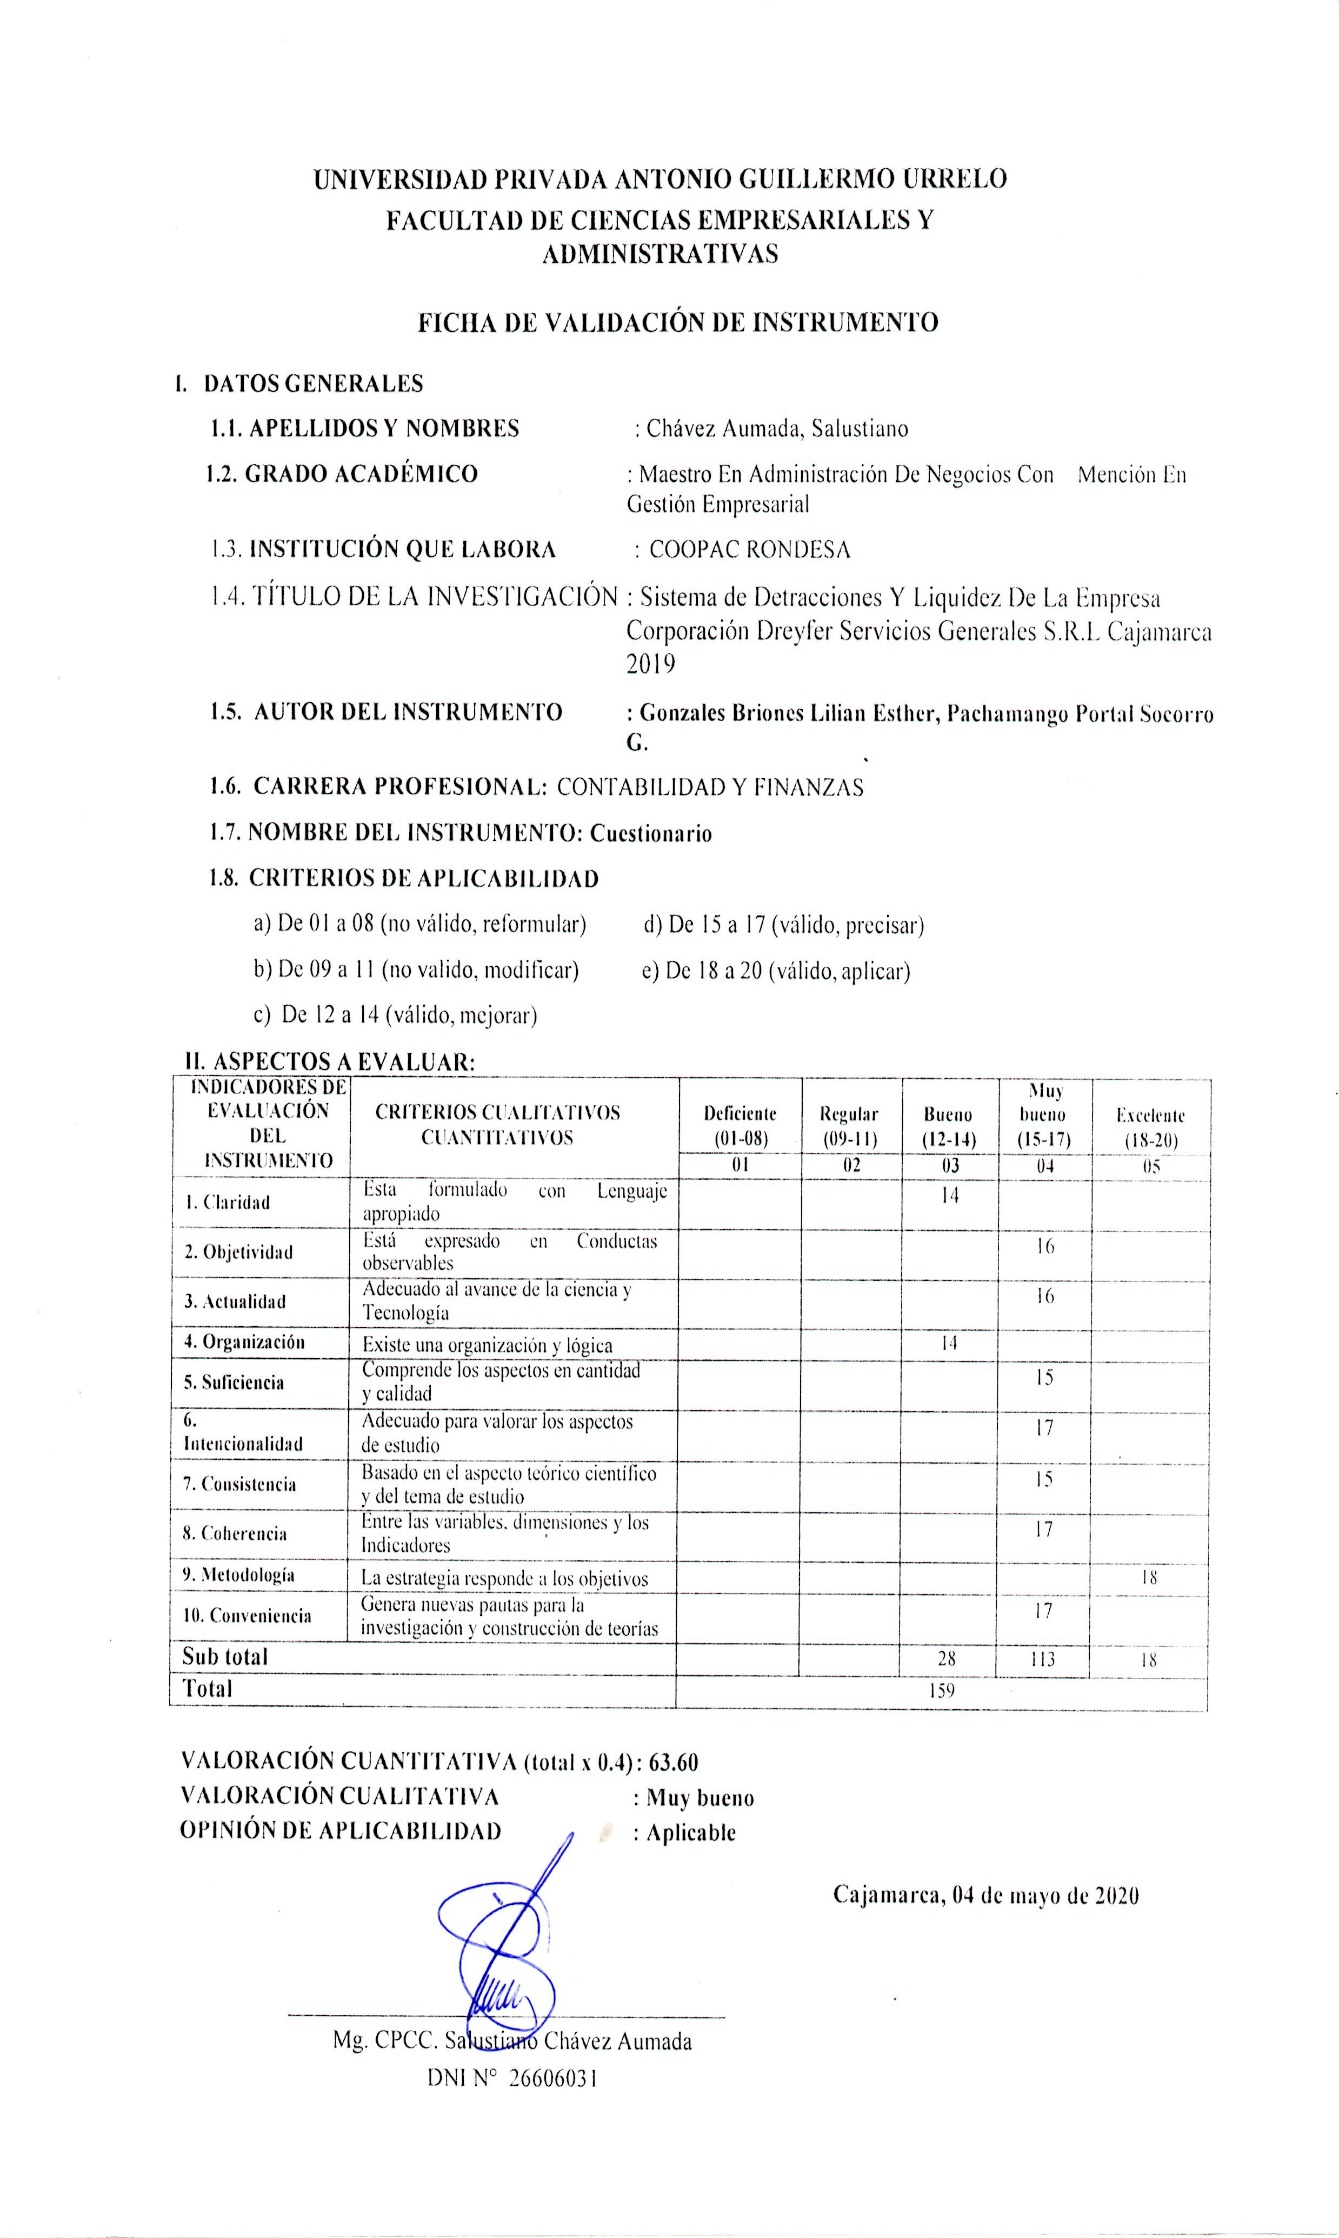 UNIVERSIDAD PRIVADA ANTONIO GUILLERMO URRELO
FACULTAD DE CIENCIAS EMPRESARIALES Y
ADMINISTRATIVAS
FICHA DE VALIDACIÓN DE INSTRUMENTO
I. DATOS GENERALES
1.1. APELLIDOS Y NOMBRES : Chávez Aumada, Salustiano
1.2. GRADO ACADÉMICO : Maestro En Administración De Negocios Con Mención En
Gestión Empresarial
1.3. INSTITUCIÓN QUE LABORA : COOPAC RONDESA
1.4. TÍTULO DE LA INVESTIGACIÓN : Sistema de Detracciones Y Liquidez De La Empresa
Corporación Dreyfer Servicios Generales S.R.L Cajamarca
2019
1.5. AUTOR DEL INSTRUMENTO : Gonzales Briones Lilian Esther, Pachamango Portal Socorro
G.
1.6. CARRERA PROFESIONAL: CONTABILIDAD Y FINANZAS
1.7. NOMBRE DEL INSTRUMENTO: Cuestionario
1.8. CRITERIOS DE APLICABILIDAD
a) De 01 a 08 (no válido, reformular) d) De 15 a 17 (válido, precisar)
b) De 09 a 11 (no valido, modificar) e) De 18 a 20 (válido, aplicar)
c) De 12 a 14 (válido, mejorar)
II. ASPECTOS A EVALUAR:
INDICADORES DE
EVALUACIÓN
DEL
INSTRUMENTO
CRITERIOS CUALITATIVOS
CUANTITATIVOS
Deficiente
(01-08)
Regular
(09-11)
Bueno
(12-14)
Muy
bueno
(15-17)
Excelente
(18-20)
01 02 03 04 05
1. Claridad
Esta formulado con Lenguaje
apropiado
14
2. Objetividad
Está expresado en Conductas
observables
16
3. Actualidad
Adecuado al avance de la ciencia y
Tecnología
16
4. Organización Existe una organización y lógica 14
5. Suficiencia
Comprende los aspectos en cantidad
y calidad
15
6.
Intencionalidad
Adecuado para valorar los aspectos
de estudio
17
7. Consistencia
Basado en el aspecto teórico científico
y del tema de estudio
15
8. Coherencia
Entre las variables, dimensiones y los
Indicadores
17
9. Metodología La estrategia responde a los objetivos 18
10. Conveniencia
Genera nuevas pautas para la
investigación y construcción de teorías
17
Sub total 28 113 18
Total 159
VALORACIÓN CUANTITATIVA (total x 0.4) : 63.60
VALORACIÓN CUALITATIVA : Muy bueno
OPINIÓN DE APLICABILIDAD : Aplicable
Cajamarca, 04 de mayo de 2020
Mg. CPCC. Salustiano Chávez Aumada
DNI N° 26606031